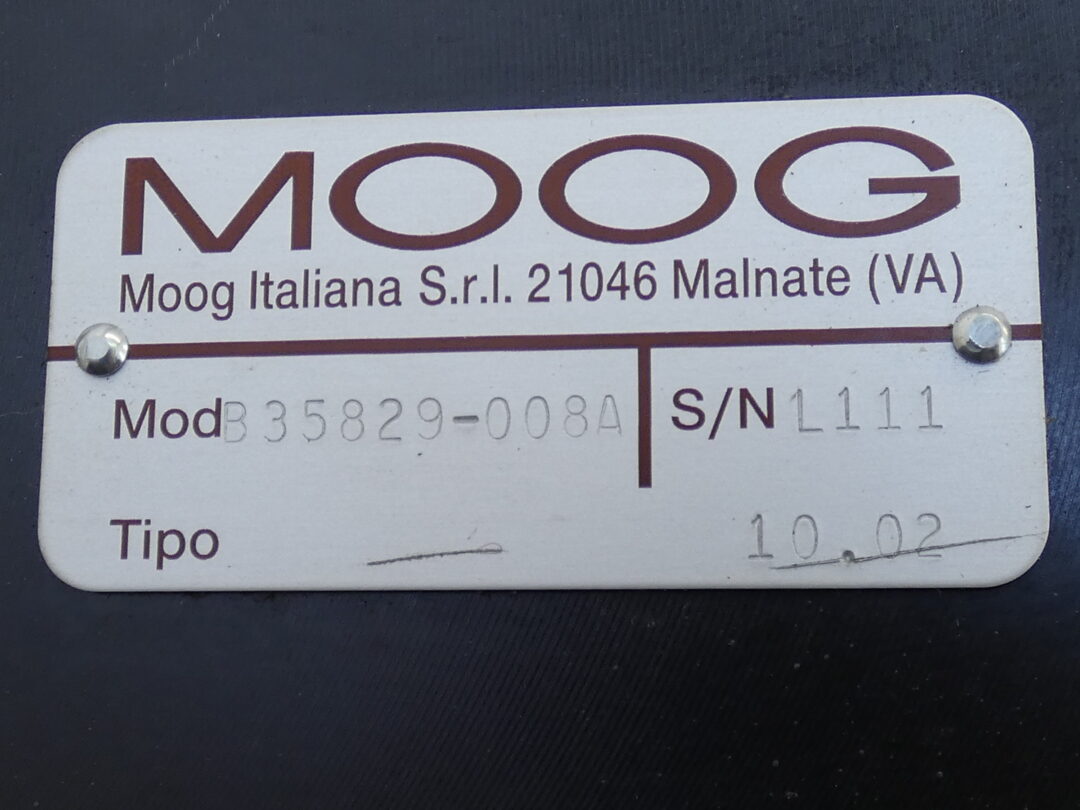 MOOG
Moog Italiana S.r.l. 21046 Malnate (VA)
Mod B35829-008A S/N L111
Tipo 10.02